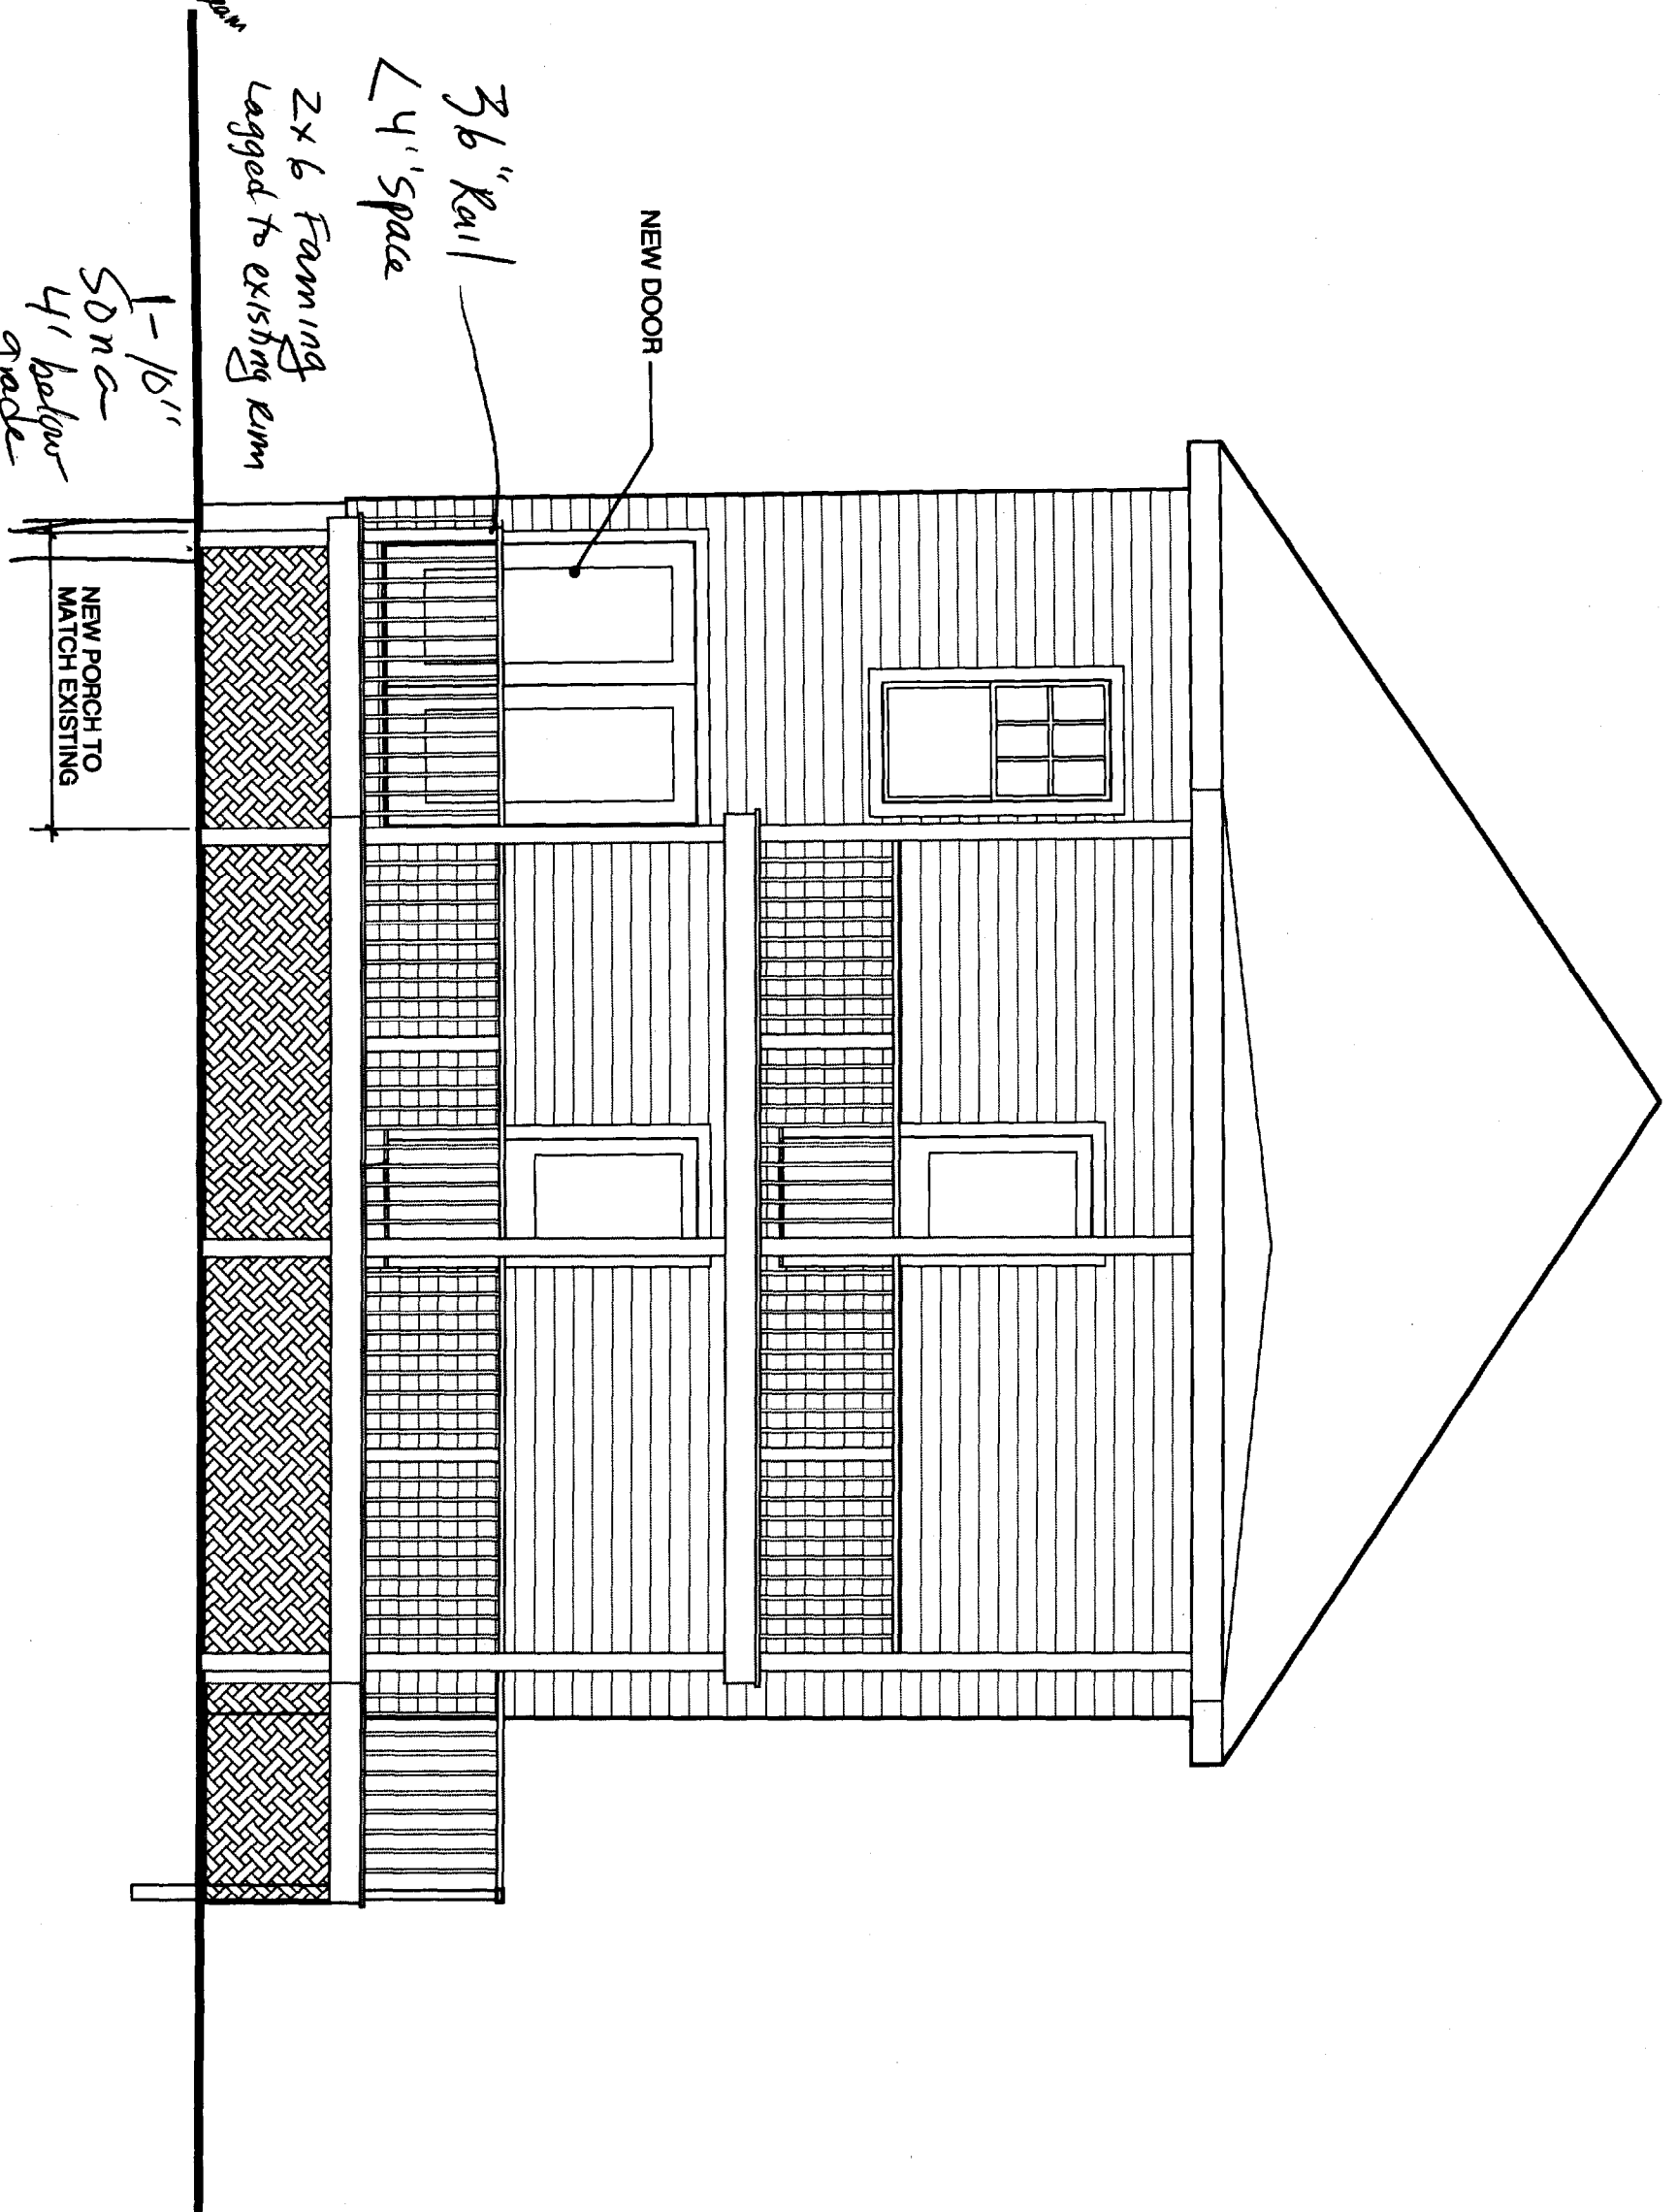 NEW DOOR
36" Rail
<4" Space
2x6 Faming
Lagged to existing Rim
1-10"
Sona
4' below
grade
NEW PORCH TO
MATCH EXISTING